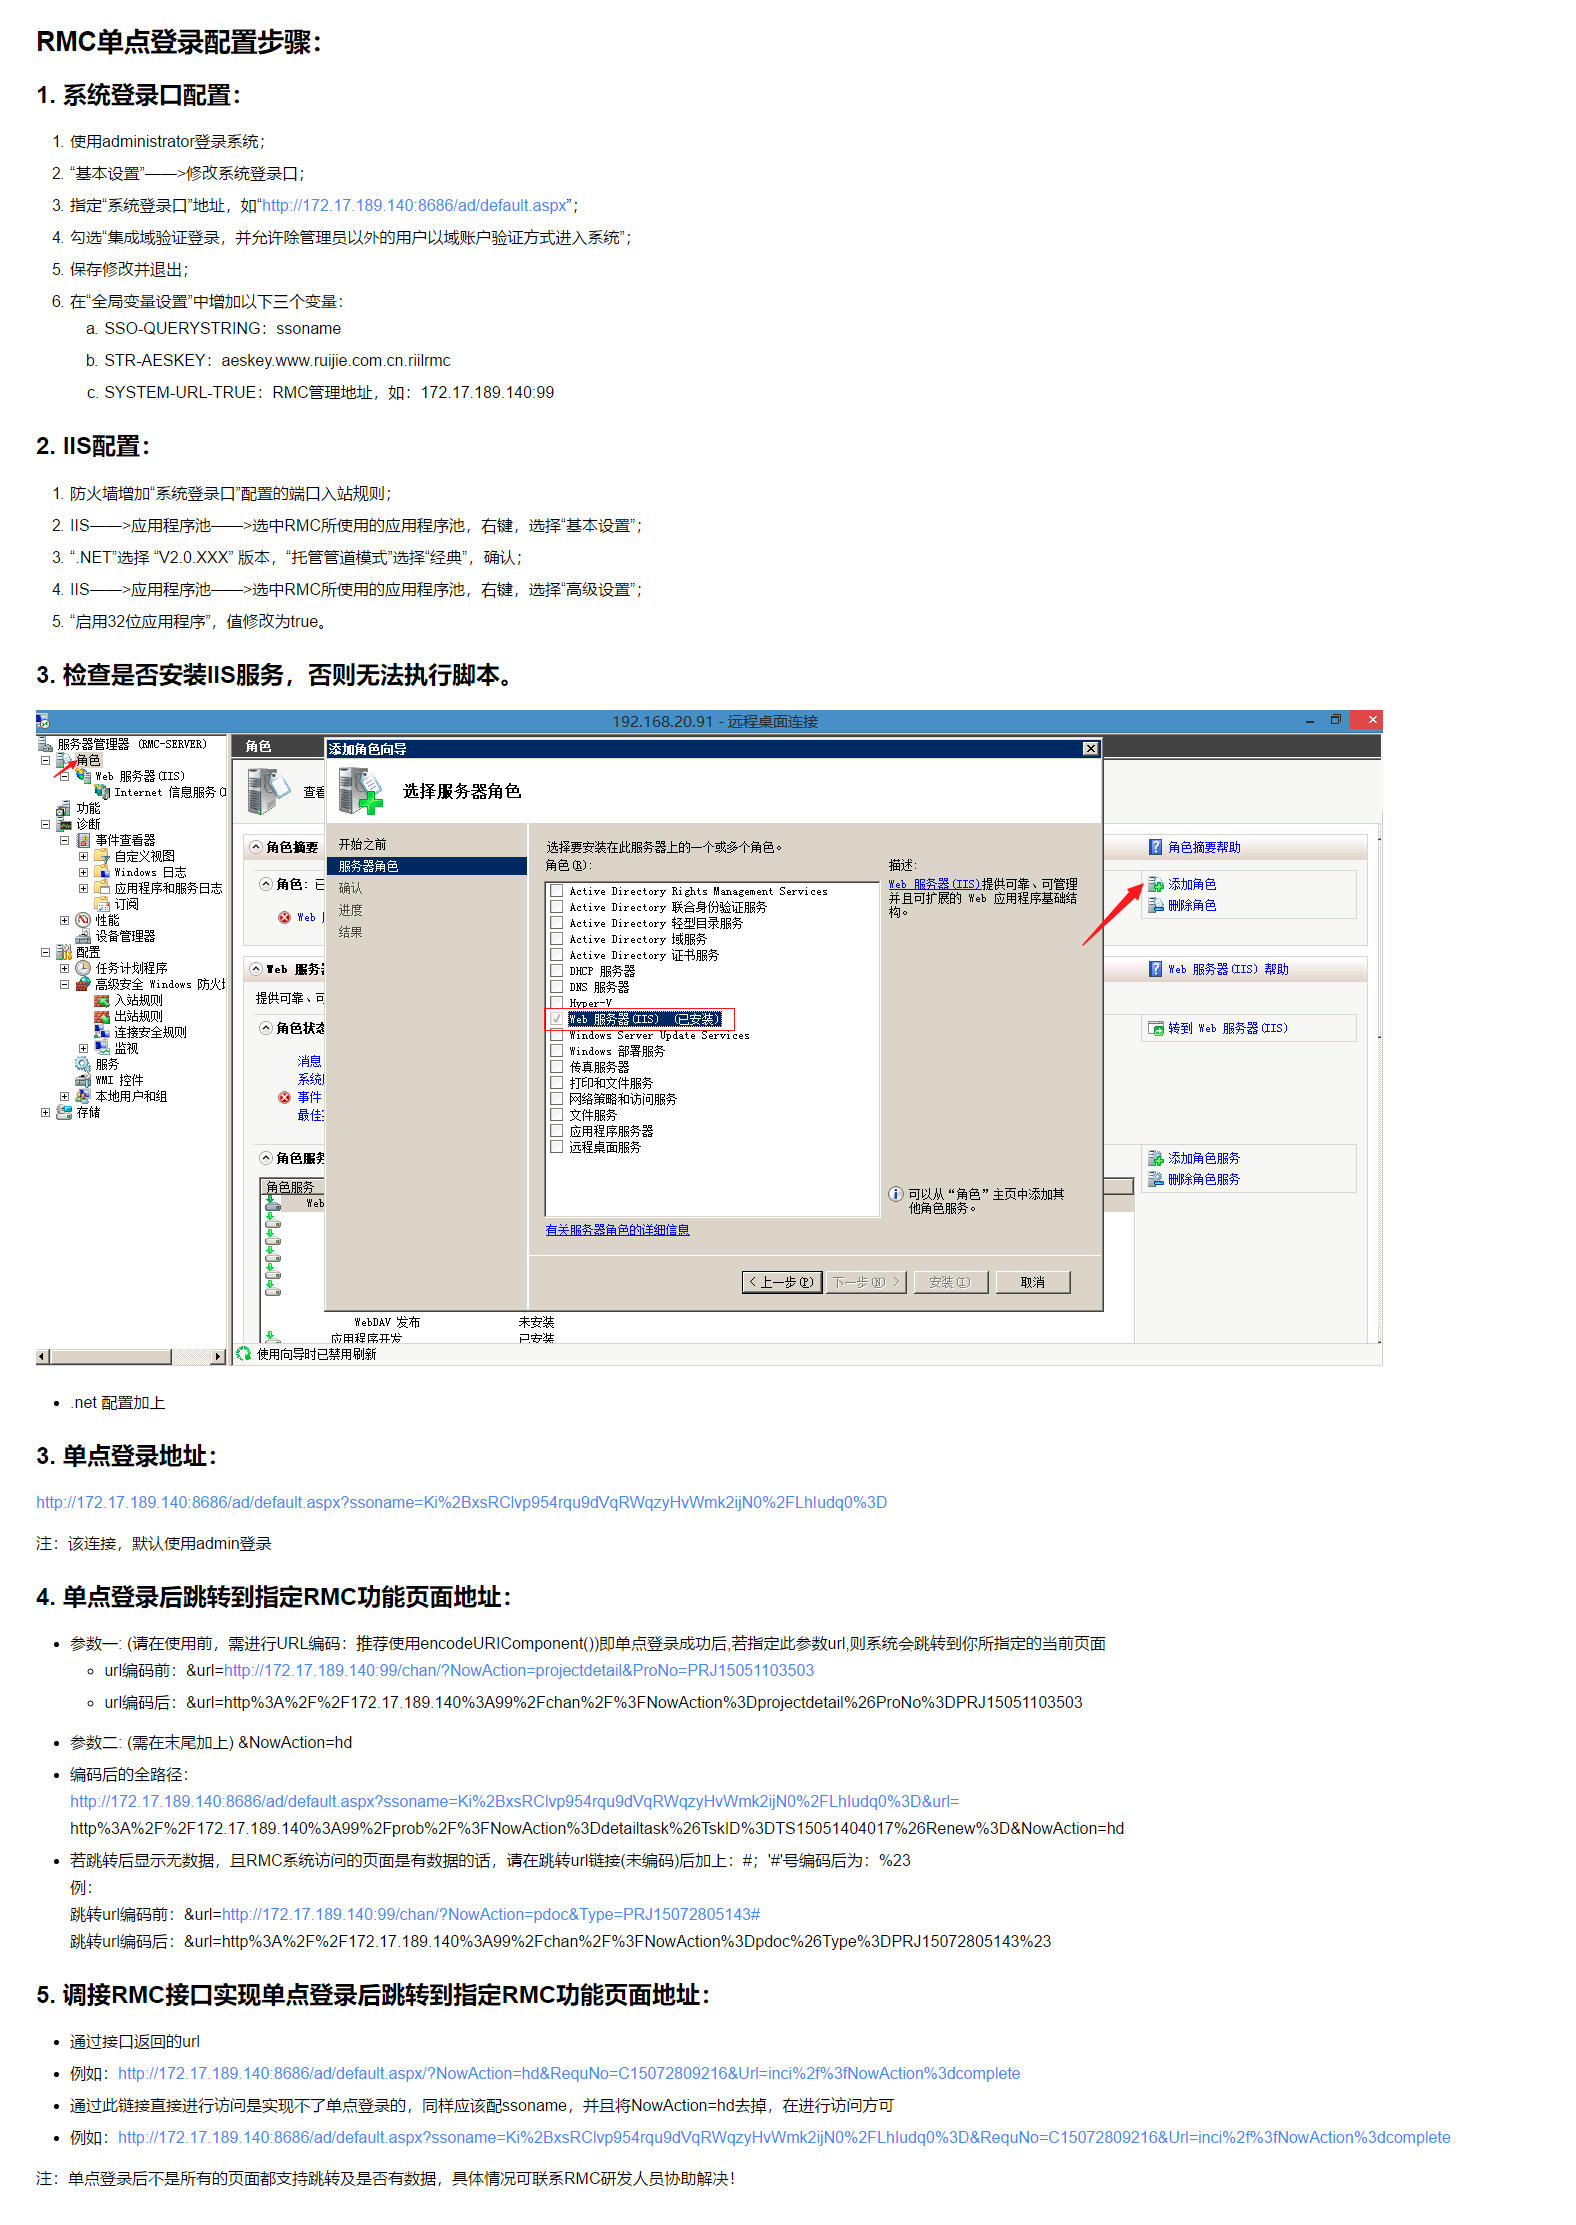 RMC单点登录配置步骤：
1. 系统登录口配置：
1. 使用administrator登录系统；
2. “基本设置”——>修改系统登录口；
3. 指定“系统登录口”地址，如“http://172.17.189.140:8686/ad/default.aspx”；
4. 勾选“集成域验证登录，并允许除管理员以外的用户以域账户验证方式进入系统”；
5. 保存修改并退出；
6. 在“全局变量设置”中增加以下三个变量：
a. SSO-QUERYSTRING：ssoname
b. STR-AESKEY：aeskey.www.ruijie.com.cn.riilrmc
c. SYSTEM-URL-TRUE：RMC管理地址，如：172.17.189.140:99
2. IIS配置：
1. 防火墙增加“系统登录口”配置的端口入站规则；
2. IIS——>应用程序池——>选中RMC所使用的应用程序池，右键，选择“基本设置”；
3. “.NET”选择 “V2.0.XXX” 版本，“托管管道模式”选择“经典”，确认；
4. IIS——>应用程序池——>选中RMC所使用的应用程序池，右键，选择“高级设置”；
5. “启用32位应用程序”，值修改为true。
3. 检查是否安装IIS服务，否则无法执行脚本。
192.168.20.91 - 远程桌面连接
服务器管理器 (RMC-SERVER)
角色
Web 服务器(IIS)
Internet 信息服务(I
功能
诊断
事件查看器
自定义视图
Windows 日志
应用程序和服务日志
订阅
性能
设备管理器
配置
任务计划程序
高级安全 Windows 防火墙
入站规则
出站规则
连接安全规则
监视
服务
WMI 控件
本地用户和组
存储
角色
查看
角色摘要
角色: 已
Web
Web 服务器
提供可靠、可
角色状态
消息
系统
事件
最佳
角色服务
角色服务
Web
WebDAV 发布 未安装
应用程序开发 已安装
使用向导时已禁用刷新
添加角色向导
选择服务器角色
开始之前
服务器角色
确认
进度
结果
选择要安装在此服务器上的一个或多个角色。
角色(R):
Active Directory Rights Management Services
Active Directory 联合身份验证服务
Active Directory 轻型目录服务
Active Directory 域服务
Active Directory 证书服务
DHCP 服务器
DNS 服务器
Hyper-V
Web 服务器(IIS) (已安装)
Windows Server Update Services
Windows 部署服务
传真服务器
打印和文件服务
网络策略和访问服务
文件服务
应用程序服务器
远程桌面服务
有关服务器角色的详细信息
描述:
Web 服务器(IIS)提供可靠、可管理
并且可扩展的 Web 应用程序基础结
构。
可以从“角色”主页中添加其
他角色服务。
< 上一步(P)
下一步(N) >
安装(I)
取消
角色摘要帮助
添加角色
删除角色
Web 服务器(IIS) 帮助
转到 Web 服务器(IIS)
添加角色服务
删除角色服务
.net 配置加上
3. 单点登录地址：
http://172.17.189.140:8686/ad/default.aspx?ssoname=Ki%2BxsRClvp954rqu9dVqRWqzyHvWmk2ijN0%2FLhIudq0%3D
注：该连接，默认使用admin登录
4. 单点登录后跳转到指定RMC功能页面地址：
参数一: (请在使用前，需进行URL编码：推荐使用encodeURIComponent())即单点登录成功后,若指定此参数url,则系统会跳转到你所指定的当前页面
url编码前：&url=http://172.17.189.140:99/chan/?NowAction=projectdetail&ProNo=PRJ15051103503
url编码后：&url=http%3A%2F%2F172.17.189.140%3A99%2Fchan%2F%3FNowAction%3Dprojectdetail%26ProNo%3DPRJ15051103503
参数二: (需在末尾加上) &NowAction=hd
编码后的全路径：
http://172.17.189.140:8686/ad/default.aspx?ssoname=Ki%2BxsRClvp954rqu9dVqRWqzyHvWmk2ijN0%2FLhIudq0%3D&url=
http%3A%2F%2F172.17.189.140%3A99%2Fprob%2F%3FNowAction%3Ddetailtask%26TskID%3DTS15051404017%26Renew%3D&NowAction=hd
若跳转后显示无数据，且RMC系统访问的页面是有数据的话，请在跳转url链接(未编码)后加上：#；'#'号编码后为：%23
例：
跳转url编码前：&url=http://172.17.189.140:99/chan/?NowAction=pdoc&Type=PRJ15072805143#
跳转url编码后：&url=http%3A%2F%2F172.17.189.140%3A99%2Fchan%2F%3FNowAction%3Dpdoc%26Type%3DPRJ15072805143%23
5. 调接RMC接口实现单点登录后跳转到指定RMC功能页面地址：
通过接口返回的url
例如：http://172.17.189.140:8686/ad/default.aspx/?NowAction=hd&RequNo=C15072809216&Url=inci%2f%3fNowAction%3dcomplete
通过此链接直接进行访问是实现不了单点登录的，同样应该配ssoname，并且将NowAction=hd去掉，在进行访问方可
例如：http://172.17.189.140:8686/ad/default.aspx?ssoname=Ki%2BxsRClvp954rqu9dVqRWqzyHvWmk2ijN0%2FLhIudq0%3D&RequNo=C15072809216&Url=inci%2f%3fNowAction%3dcomplete
注：单点登录后不是所有的页面都支持跳转及是否有数据，具体情况可联系RMC研发人员协助解决！